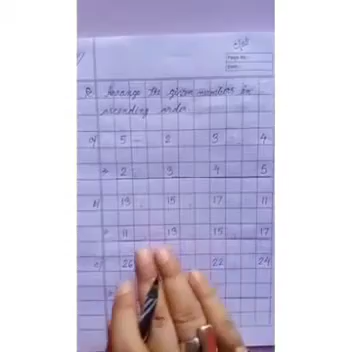 Page No.:
Date:
Arrange the given numbers in
ascending order
a) 5 2 3 4
2 3 4 5
b) 13 15 17 11
11 13 15 17
c) 26 22 24